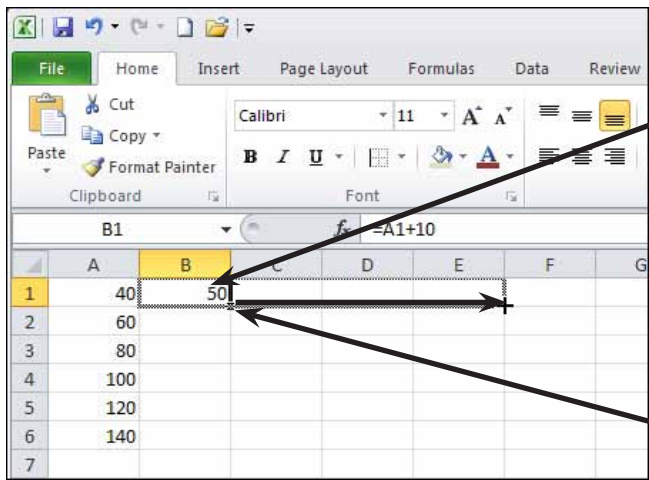 File Home Insert Page Layout Formulas Data Review
Cut
Calibri 11 A A
Copy
Paste
Format Painter
B I U A
Clipboard Font
B1 fx =A1+10
A B C D E F G
1 40 50
2 60
3 80
4 100
5 120
6 140
7